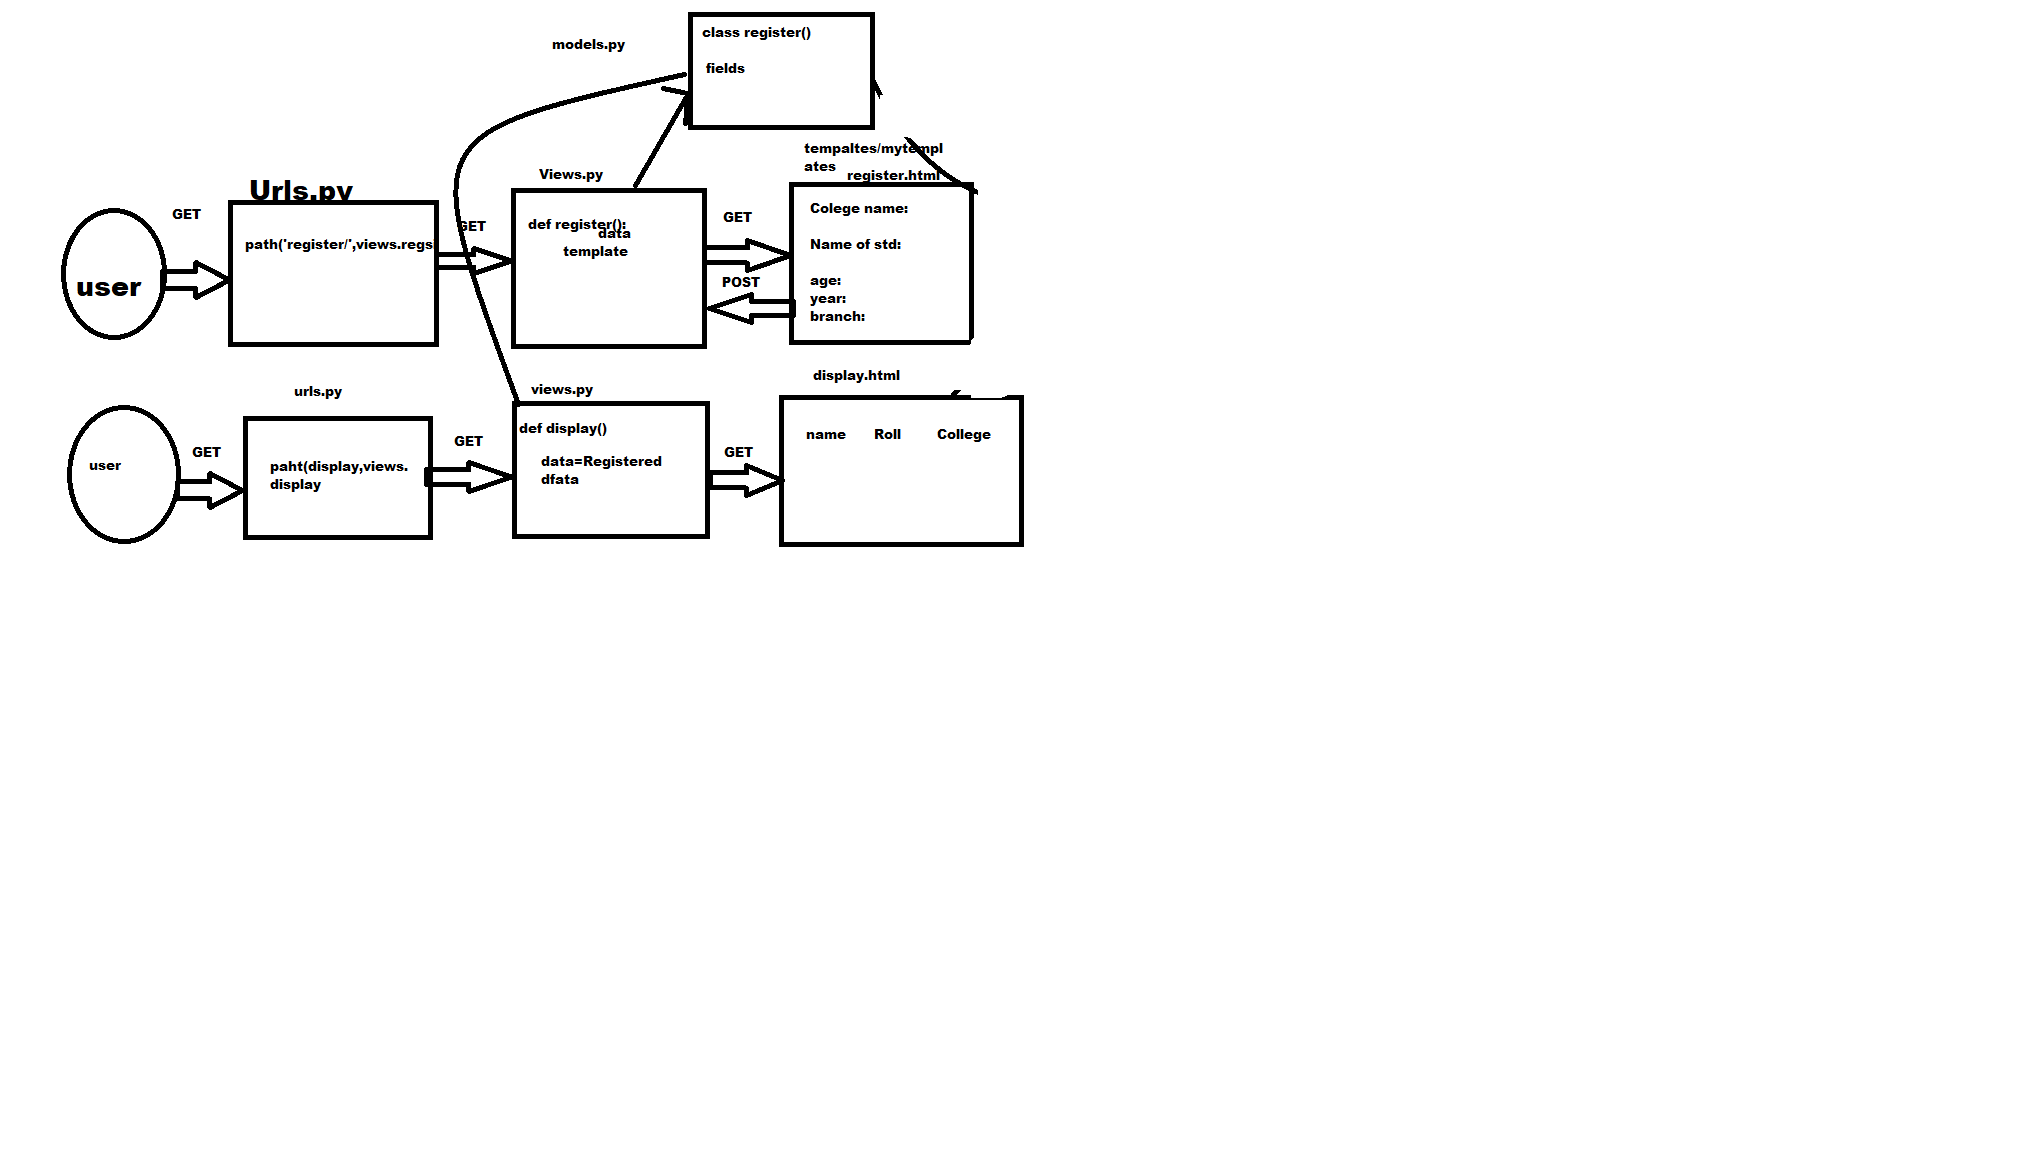 class register()
models.py
fields
tempaltes/mytempl
ates
Views.py
register.html
Urls.py
GET
path('register/',views.regs
GET
def register():
data
template
GET
POST
Colege name:
Name of std:
age:
year:
branch:
user
display.html
urls.py
views.py
user
GET
paht(display,views.
display
GET
def display()
data=Registered
dfata
GET
name Roll College